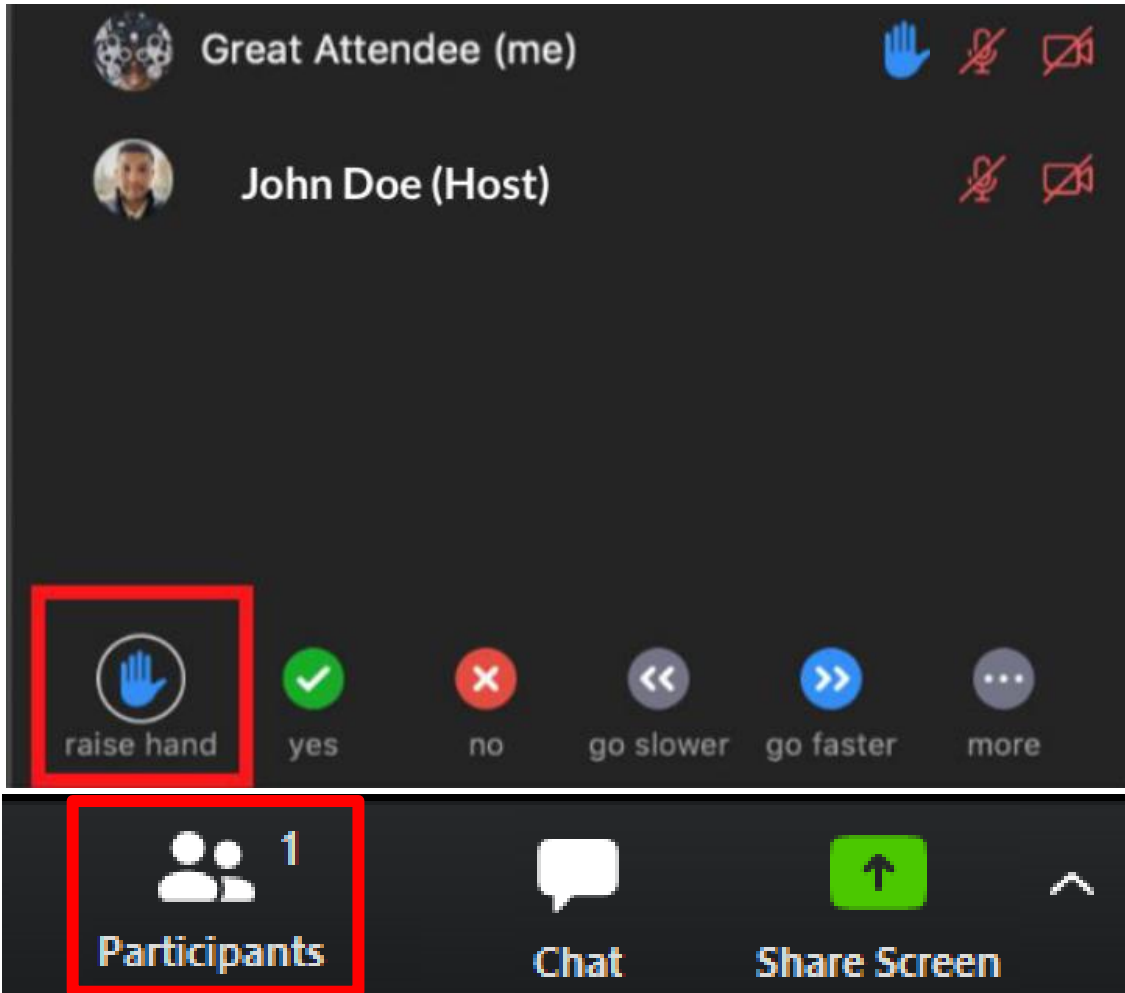 Great Attendee (me)
John Doe (Host)
raise hand yes no go slower go faster more
1
Participants Chat Share Screen